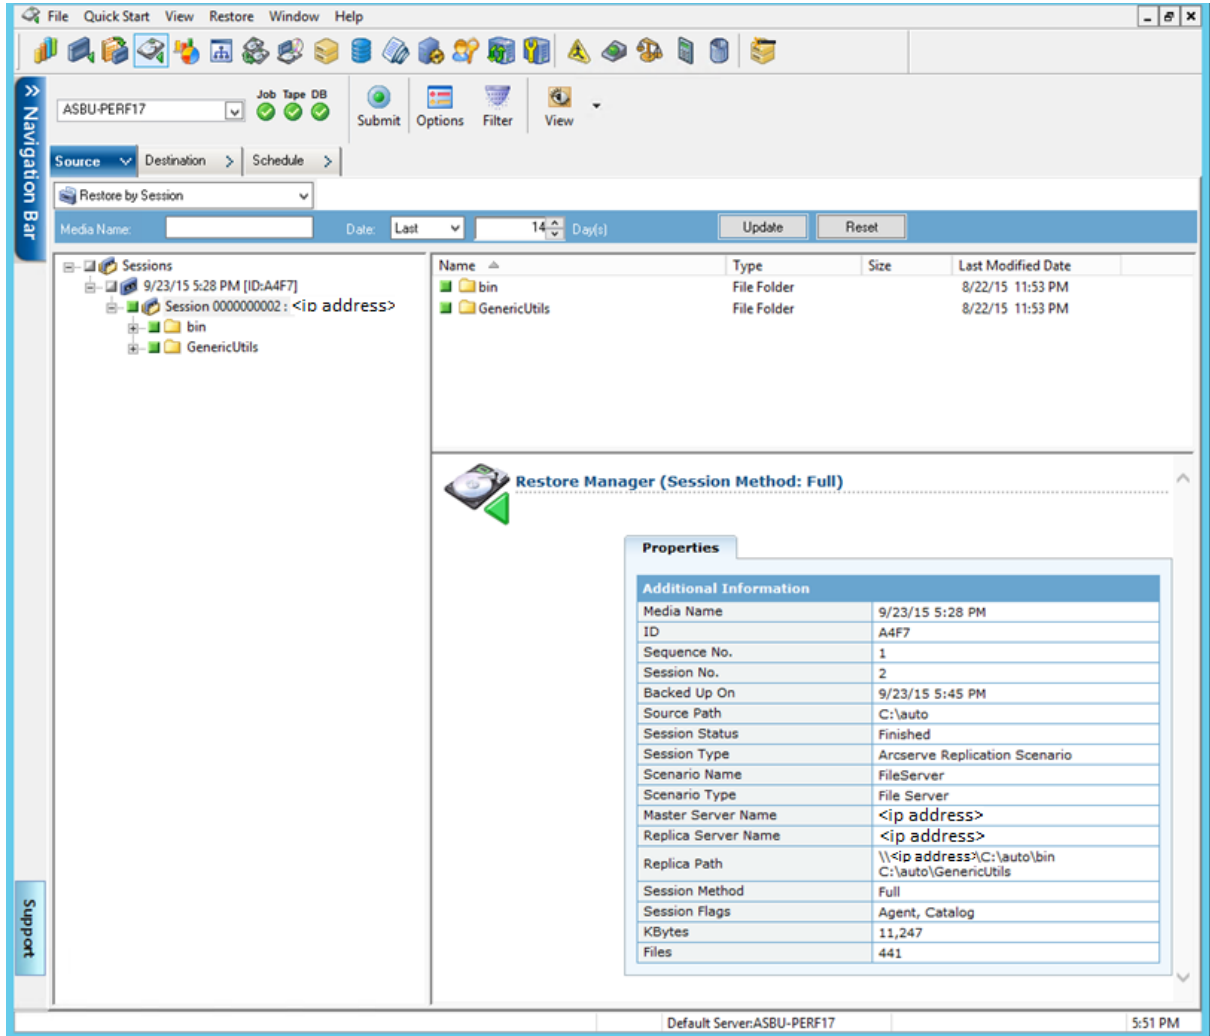 File Quick Start View Restore Window Help
Navigation Bar
ASBU-PERF17
Job Tape DB
Submit Options Filter View
Source Destination Schedule
Restore by Session
Media Name: Date: Last 14 Day(s) Update Reset
Sessions
9/23/15 5:28 PM [ID:A4F7]
Session 0000000002 : <ip address>
bin
GenericUtils
Name Type Size Last Modified Date
bin File Folder 8/22/15 11:53 PM
GenericUtils File Folder 8/22/15 11:53 PM
Restore Manager (Session Method: Full)
Properties
Additional Information
Media Name 9/23/15 5:28 PM
ID A4F7
Sequence No. 1
Session No. 2
Backed Up On 9/23/15 5:45 PM
Source Path C:\auto
Session Status Finished
Session Type Arcserve Replication Scenario
Scenario Name FileServer
Scenario Type File Server
Master Server Name <ip address>
Replica Server Name <ip address>
Replica Path \\<ip address>\C:\auto\bin
C:\auto\GenericUtils
Session Method Full
Session Flags Agent, Catalog
KBytes 11,247
Files 441
Support
Default Server:ASBU-PERF17 5:51 PM